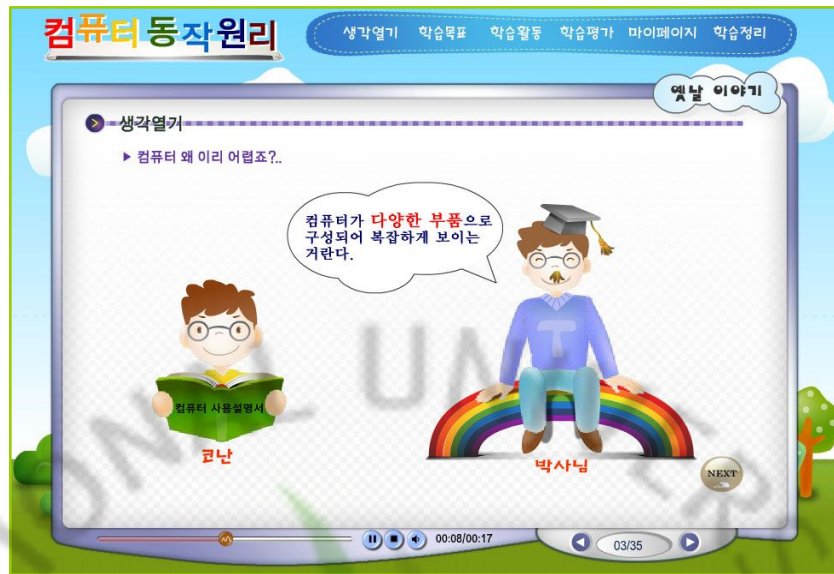 컴퓨터동작원리
생각열기 학습목표 학습활동 학습평가 마이페이지 학습정리
옛날 이야기
생각열기
▶ 컴퓨터 왜 이리 어렵죠?..
컴퓨터가 다양한 부품으로
구성되어 복잡하게 보이는
거란다.
컴퓨터 사용설명서
코난
박사님
NEXT
00:08/00:17
03/35